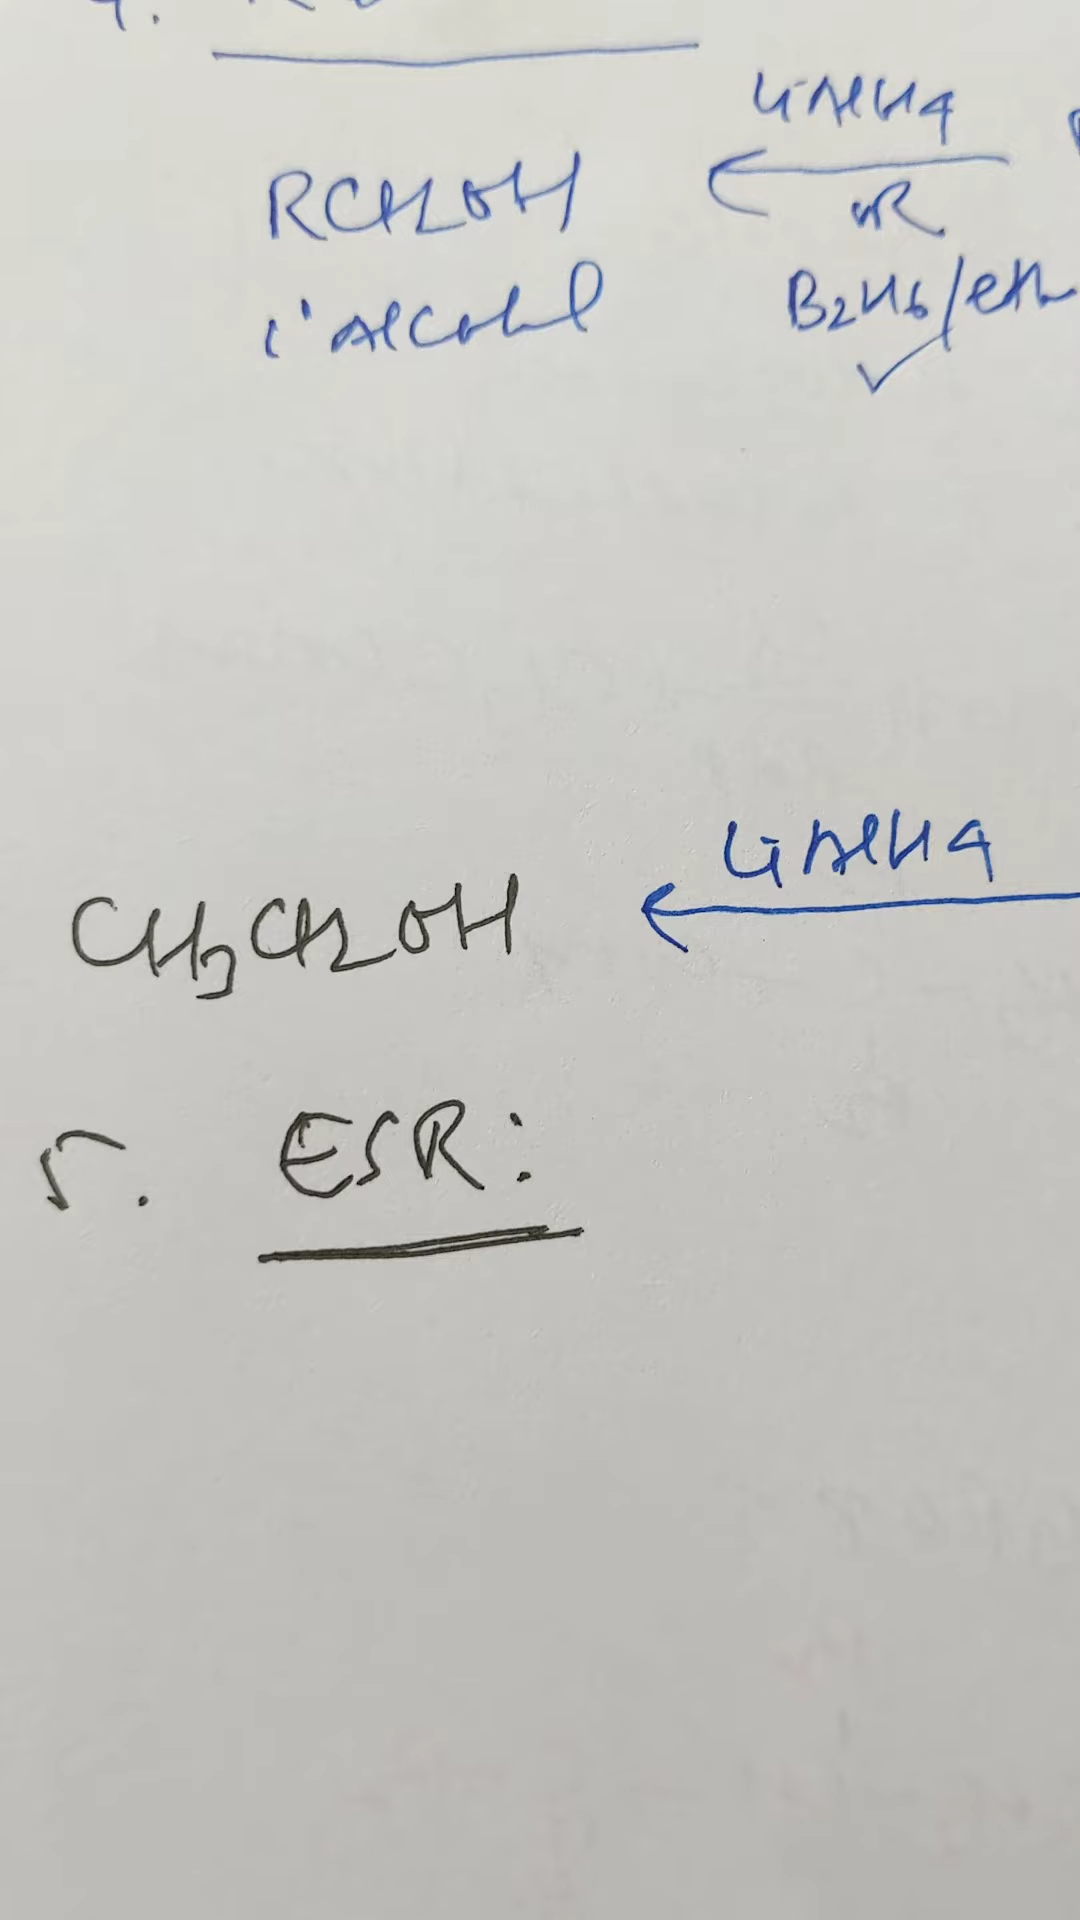 LiAlH4
RCH2OH
OR
1° Alcohol
B2H6/eth
LiAlH4
CH3CH2OH
5. ESR: